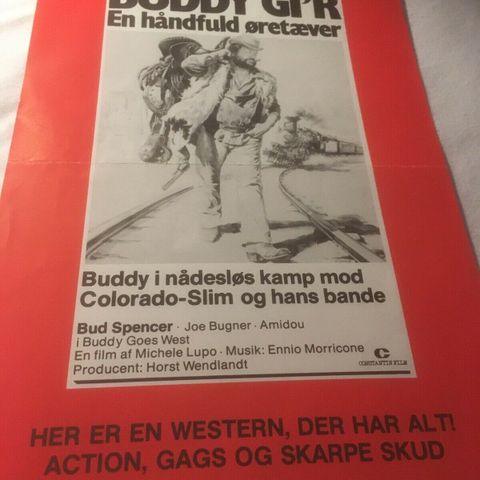 BUDDY GI'R
En håndfuld øretæver
Buddy i nådesløs kamp mod
Colorado-Slim og hans bande
Bud Spencer · Joe Bugner · Amidou
i Buddy Goes West
En film af Michele Lupo · Musik: Ennio Morricone
Producent: Horst Wendlandt
C
CONSTANTIN FILM
HER ER EN WESTERN, DER HAR ALT!
ACTION, GAGS OG SKARPE SKUD